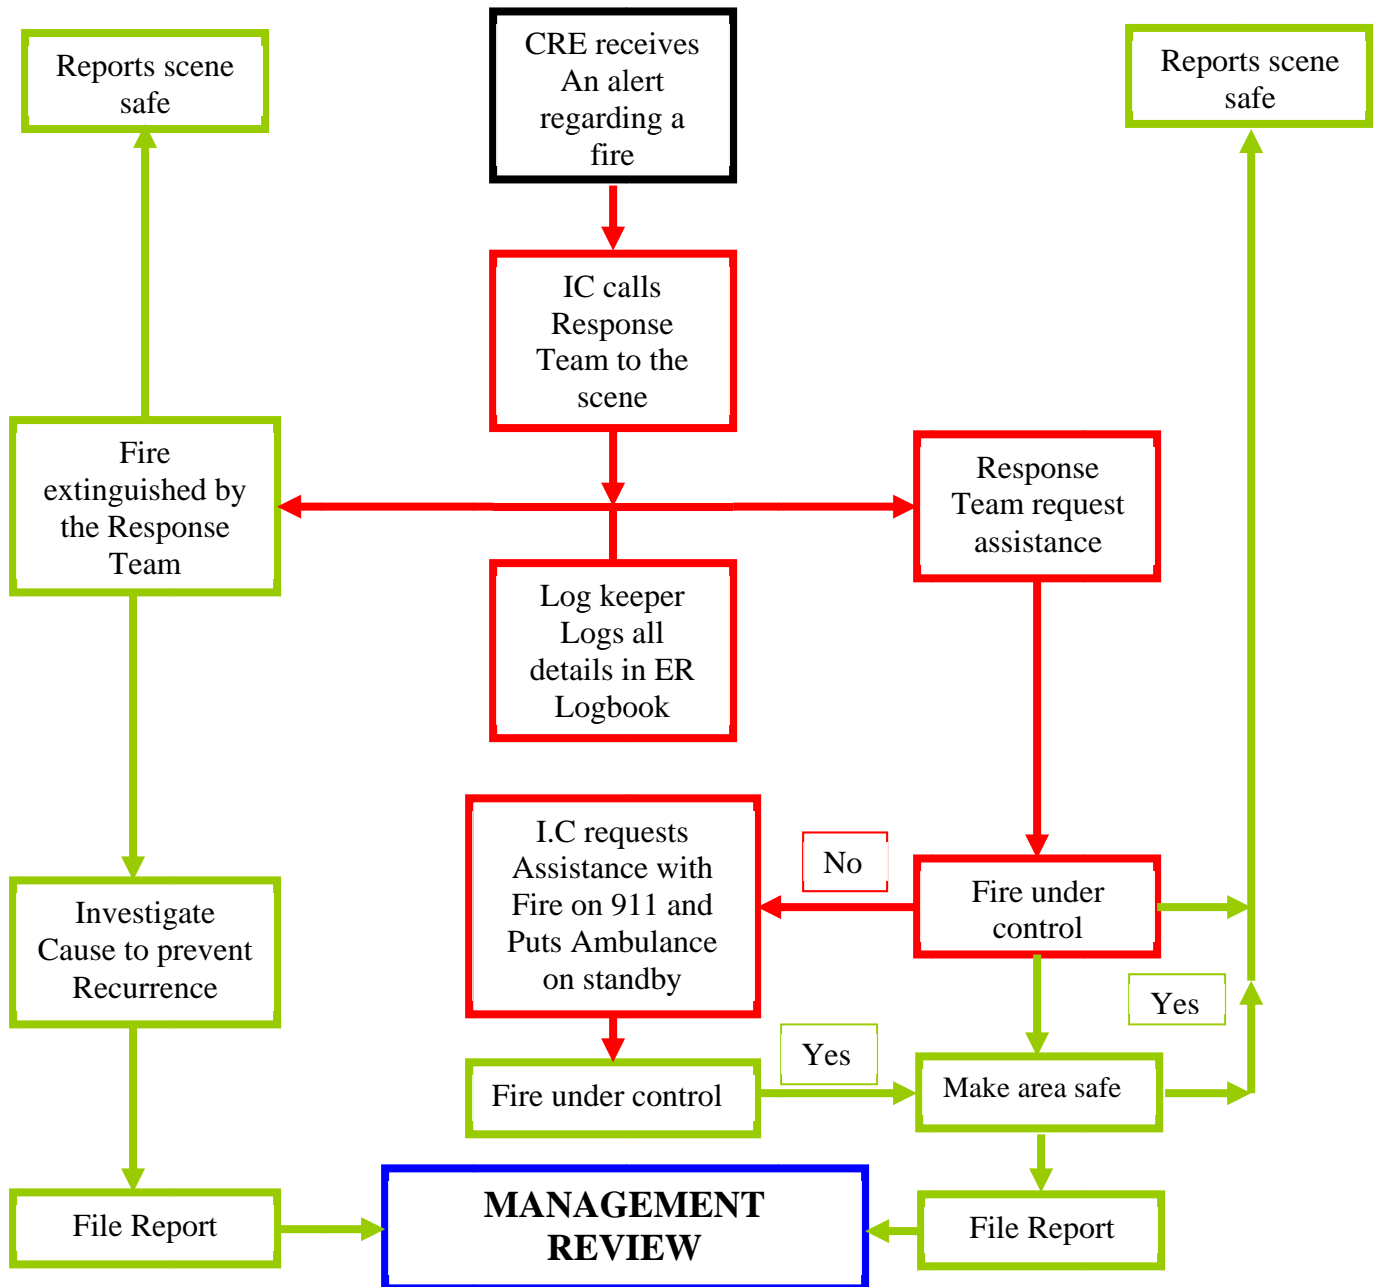 Reports scene
safe
CRE receives
An alert
regarding a
fire
Reports scene
safe
IC calls
Response
Team to the
scene
Fire
extinguished by
the Response
Team
Response
Team request
assistance
Log keeper
Logs all
details in ER
Logbook
I.C requests
Assistance with
Fire on 911 and
Puts Ambulance
on standby
No
Fire under
control
Investigate
Cause to prevent
Recurrence
Yes
Yes
Fire under control
Make area safe
File Report
MANAGEMENT
REVIEW
File Report